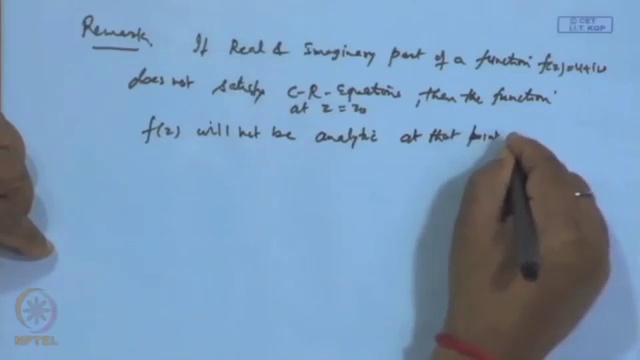 © CET
I.I.T. KGP
Remark. If Real & Imaginary part of a function f(z)=u+iv
does not satisfy C-R-Equations, then the function
at z = z0
f(z) will not be analytic at that point
NPTEL